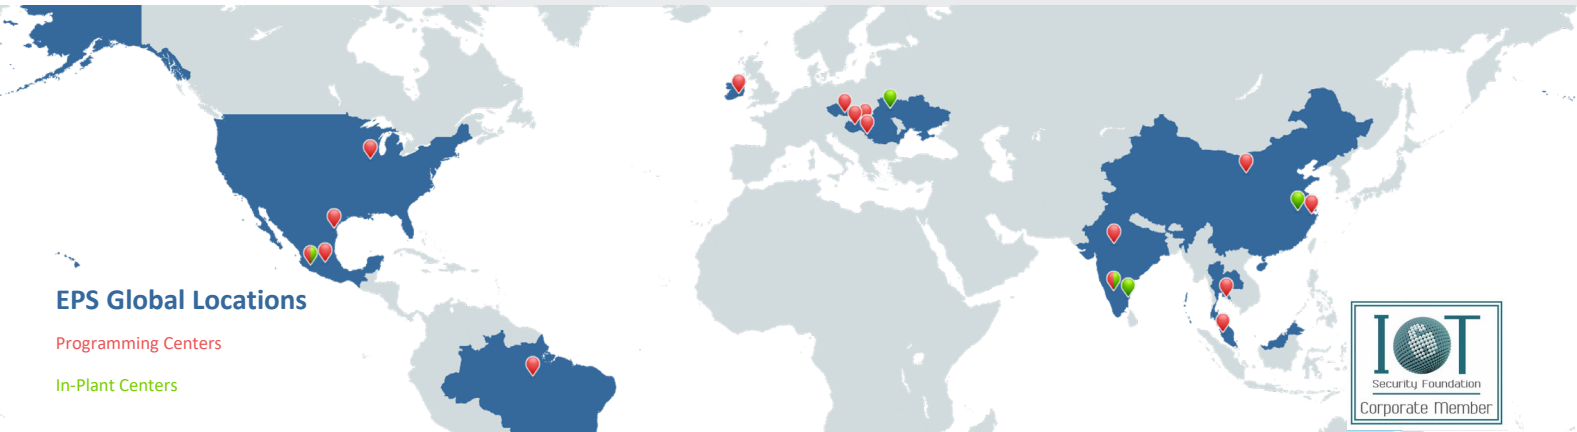 EPS Global Locations
Programming Centers
In-Plant Centers
IOT
Security Foundation
Corporate Member